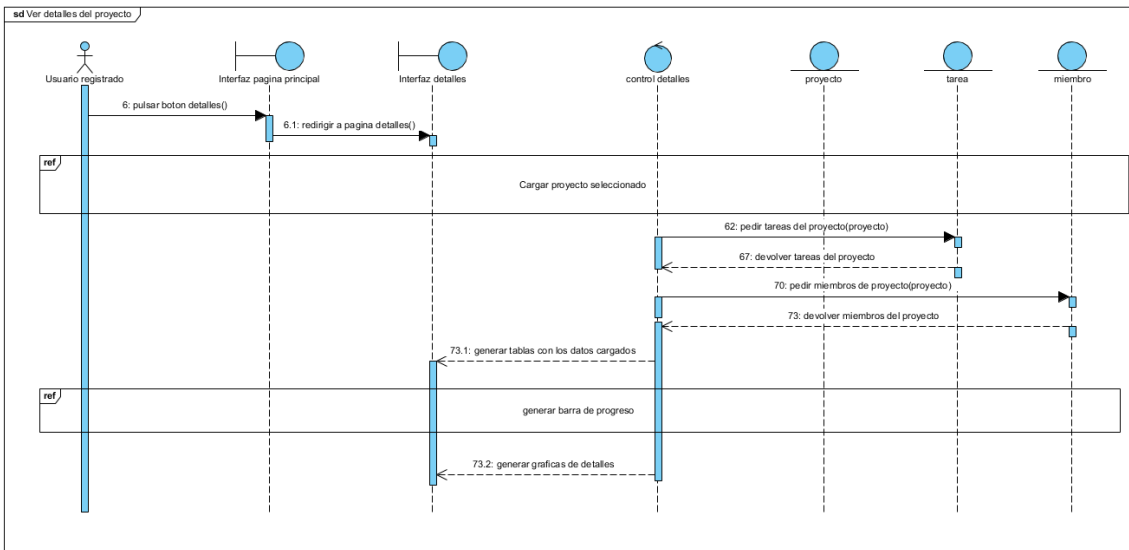 sd Ver detalles del proyecto
Usuario registrado
Interfaz pagina principal
Interfaz detalles
control detalles
proyecto
tarea
miembro
6: pulsar boton detalles()
6.1: redirigir a pagina detalles()
ref
Cargar proyecto seleccionado
62: pedir tareas del proyecto(proyecto)
67: devolver tareas del proyecto
70: pedir miembros de proyecto(proyecto)
73: devolver miembros del proyecto
73.1: generar tablas con los datos cargados
ref
generar barra de progreso
73.2: generar graficas de detalles